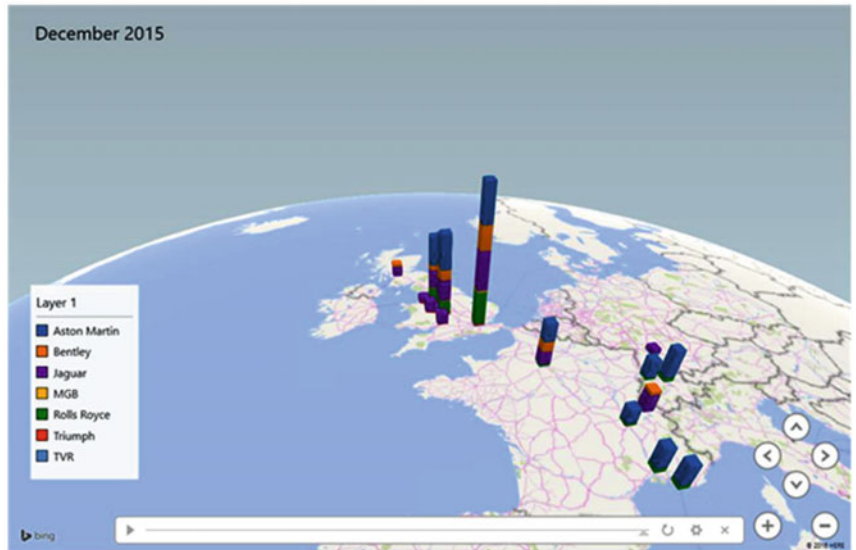 December 2015
Layer 1
Aston Martin
Bentley
Jaguar
MGB
Rolls Royce
Triumph
TVR
bing